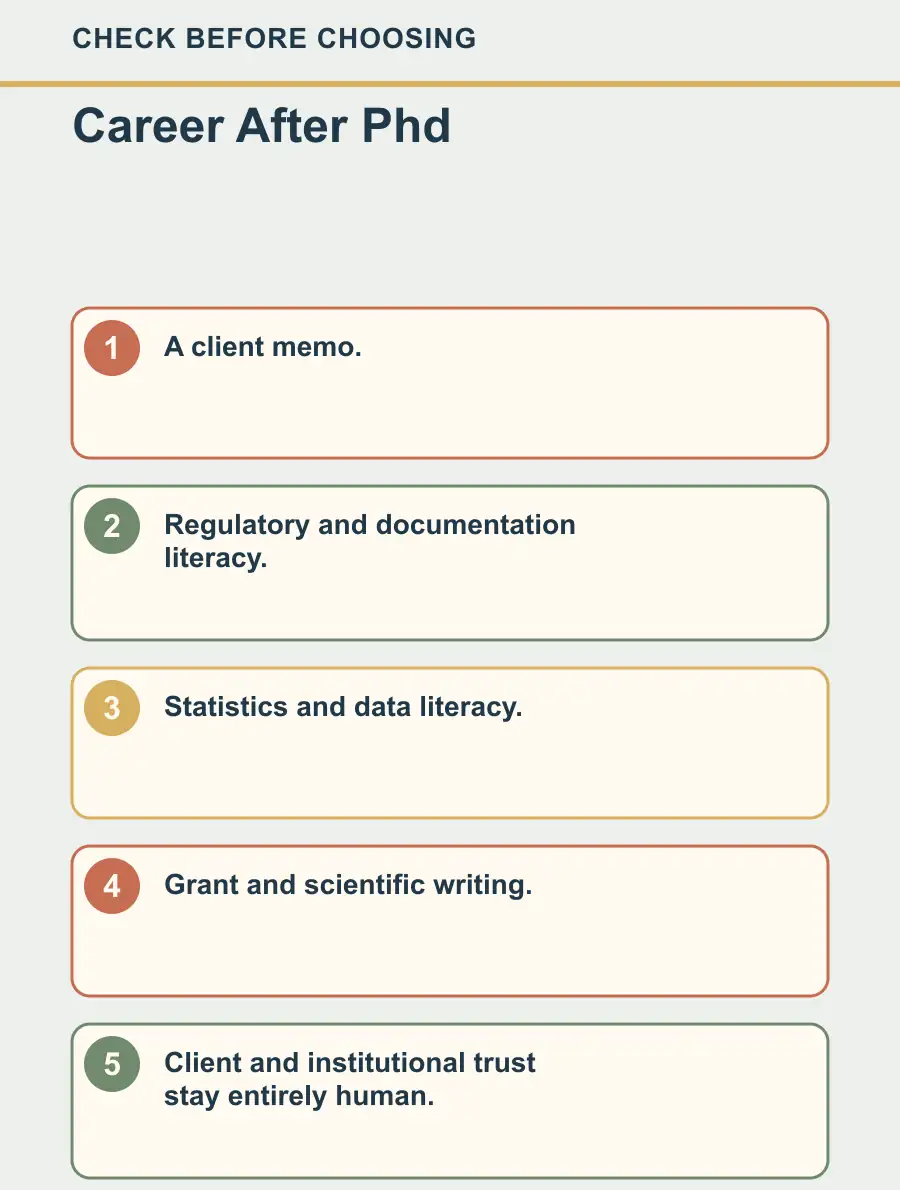 CHECK BEFORE CHOOSING
Career After Phd
1
A client memo.
2
Regulatory and documentation
literacy.
3
Statistics and data literacy.
4
Grant and scientific writing.
5
Client and institutional trust
stay entirely human.